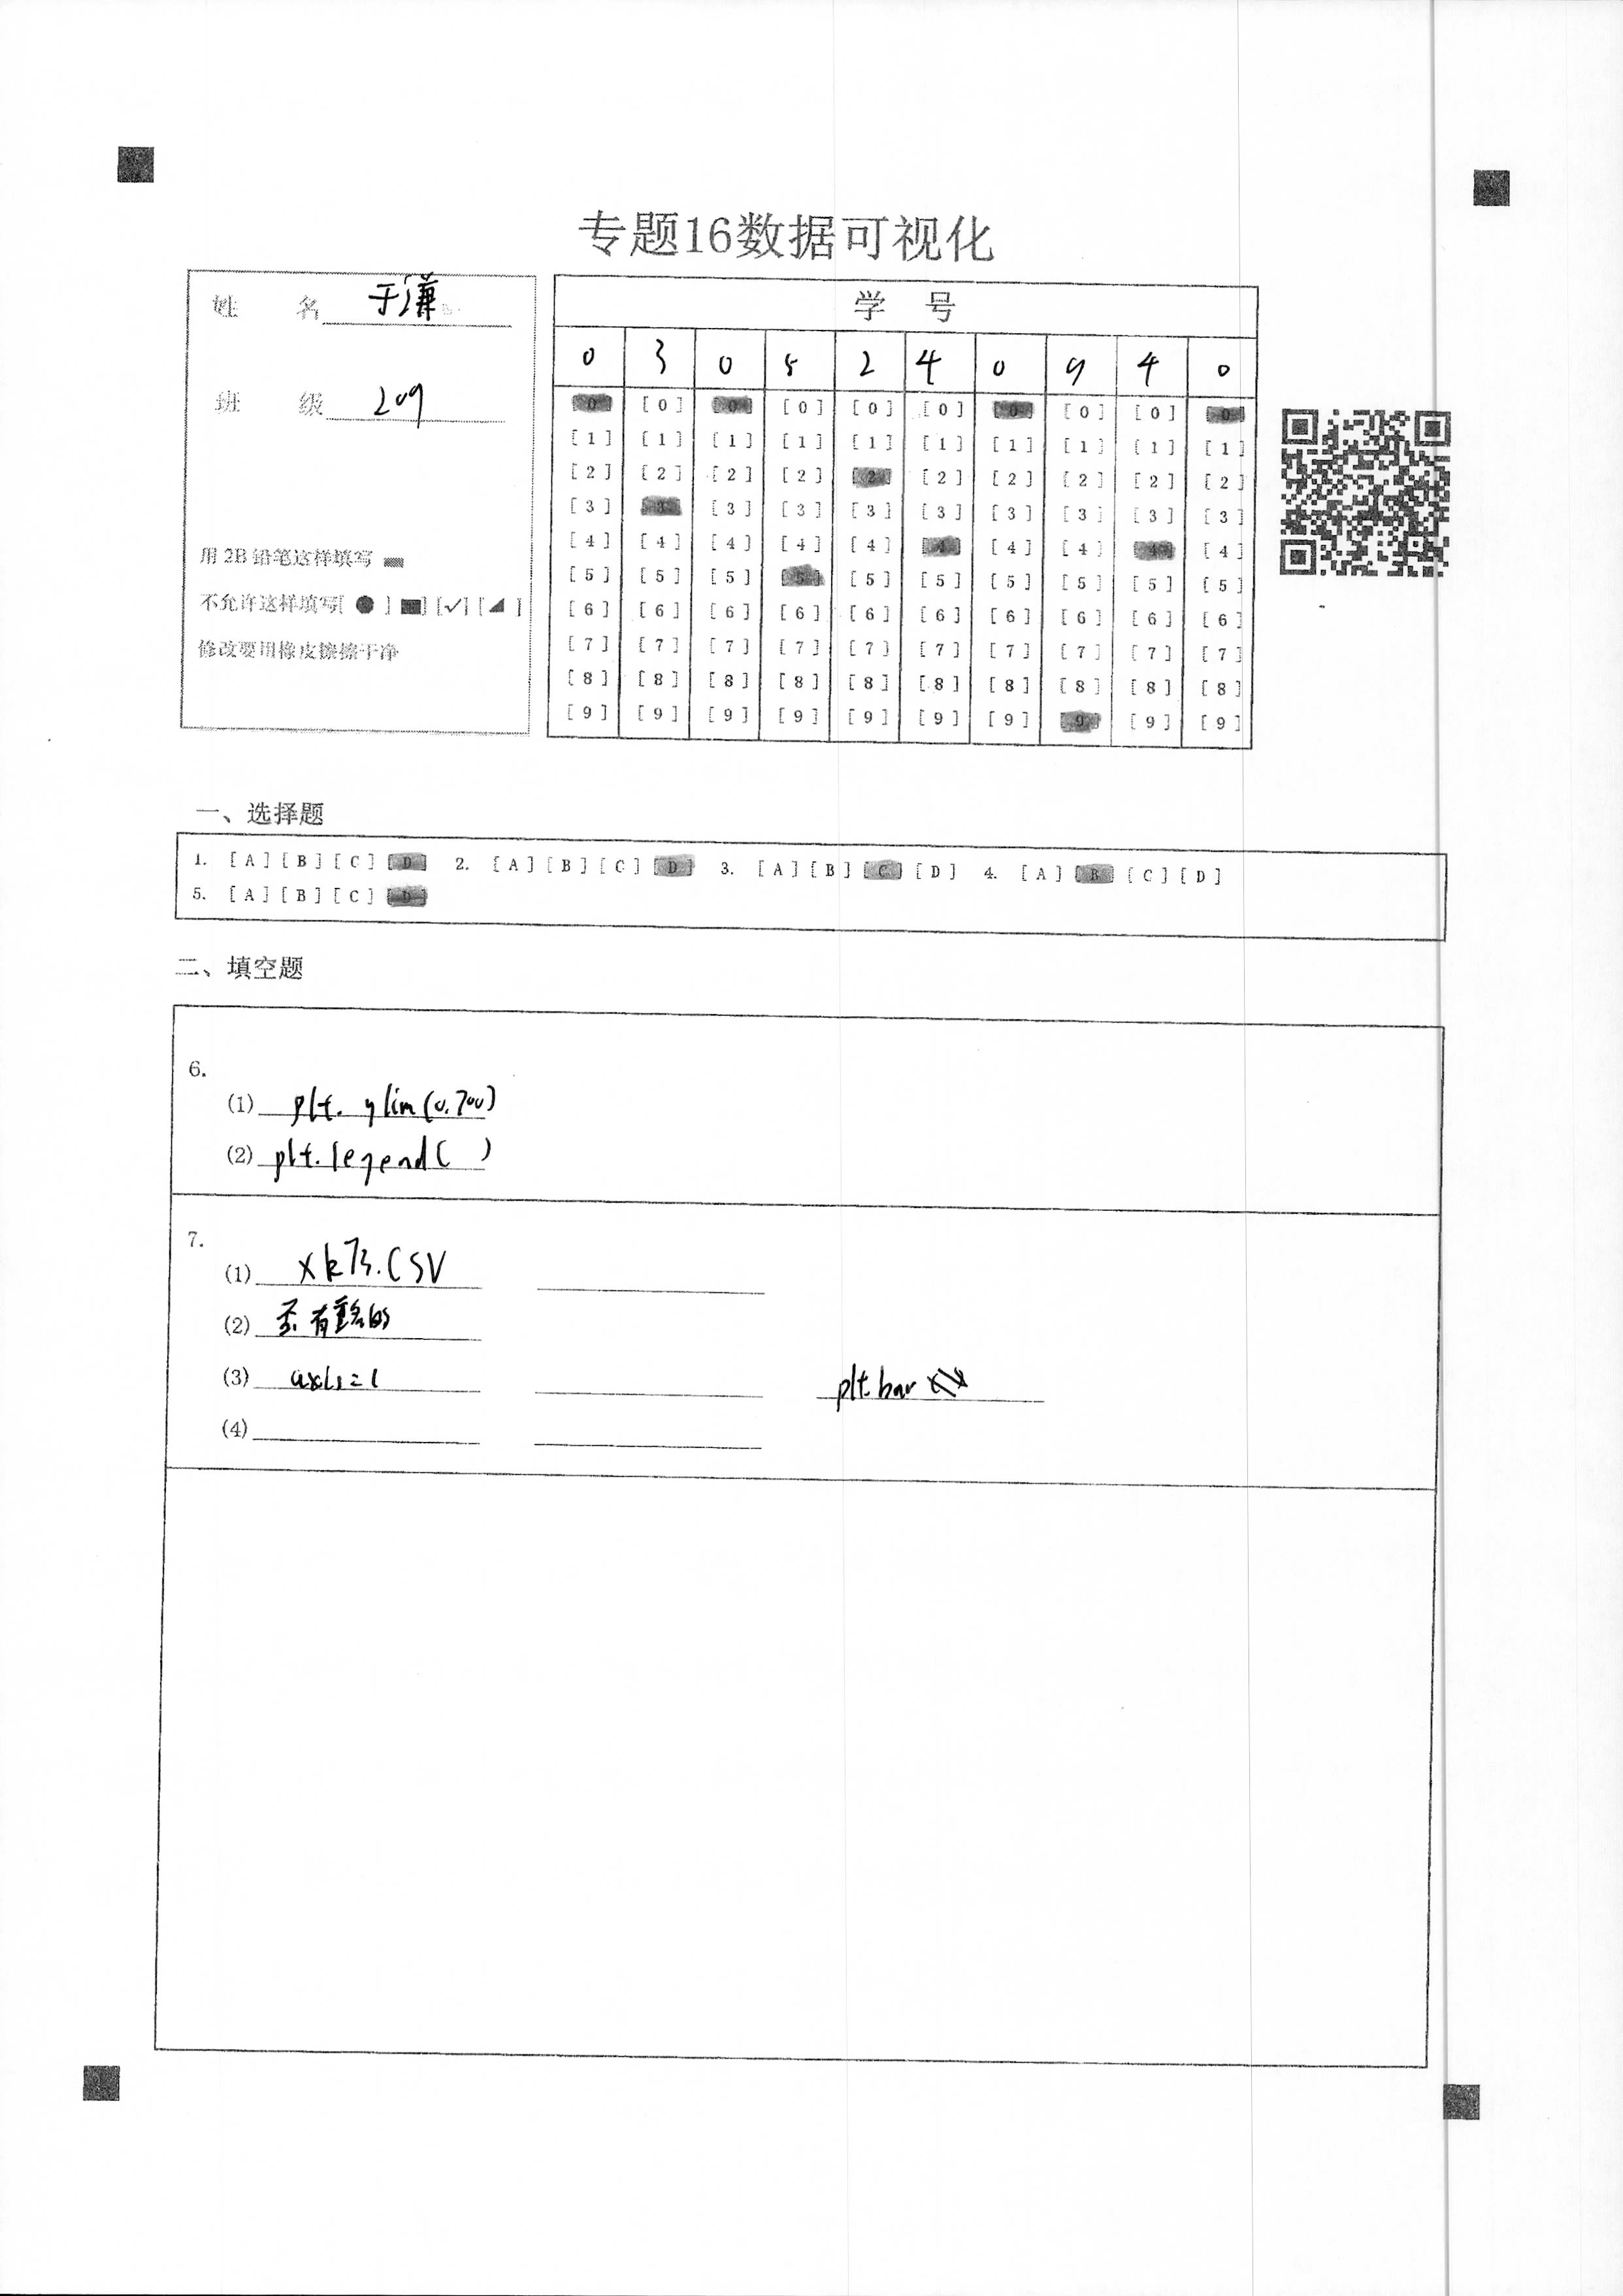 专题16数据可视化
姓 名 于谦
班 级 209
用 2B 铅笔这样填写
不允许这样填写[ ● ] ■] [✓] [◢ ]
修改要用橡皮擦擦干净
学 号
0 3 0 5 2 4 0 9 4 0
[0] [0] [0] [0] [0] [0] [0] [0] [0] [0]
[1] [1] [1] [1] [1] [1] [1] [1] [1] [1]
[2] [2] [2] [2] [2] [2] [2] [2] [2] [2]
[3] [3] [3] [3] [3] [3] [3] [3] [3] [3]
[4] [4] [4] [4] [4] [4] [4] [4] [4] [4]
[5] [5] [5] [5] [5] [5] [5] [5] [5] [5]
[6] [6] [6] [6] [6] [6] [6] [6] [6] [6]
[7] [7] [7] [7] [7] [7] [7] [7] [7] [7]
[8] [8] [8] [8] [8] [8] [8] [8] [8] [8]
[9] [9] [9] [9] [9] [9] [9] [9] [9] [9]
一、选择题
1. [A] [B] [C] [D] 2. [A] [B] [C] [D] 3. [A] [B] [C] [D] 4. [A] [B] [C] [D]
5. [A] [B] [C] [D]
二、填空题
6.
(1) plt. ylim(0.700)
(2) plt.legend( )
7.
(1) .CSV
(2)
(3) axis=1 plt.bar
(4)